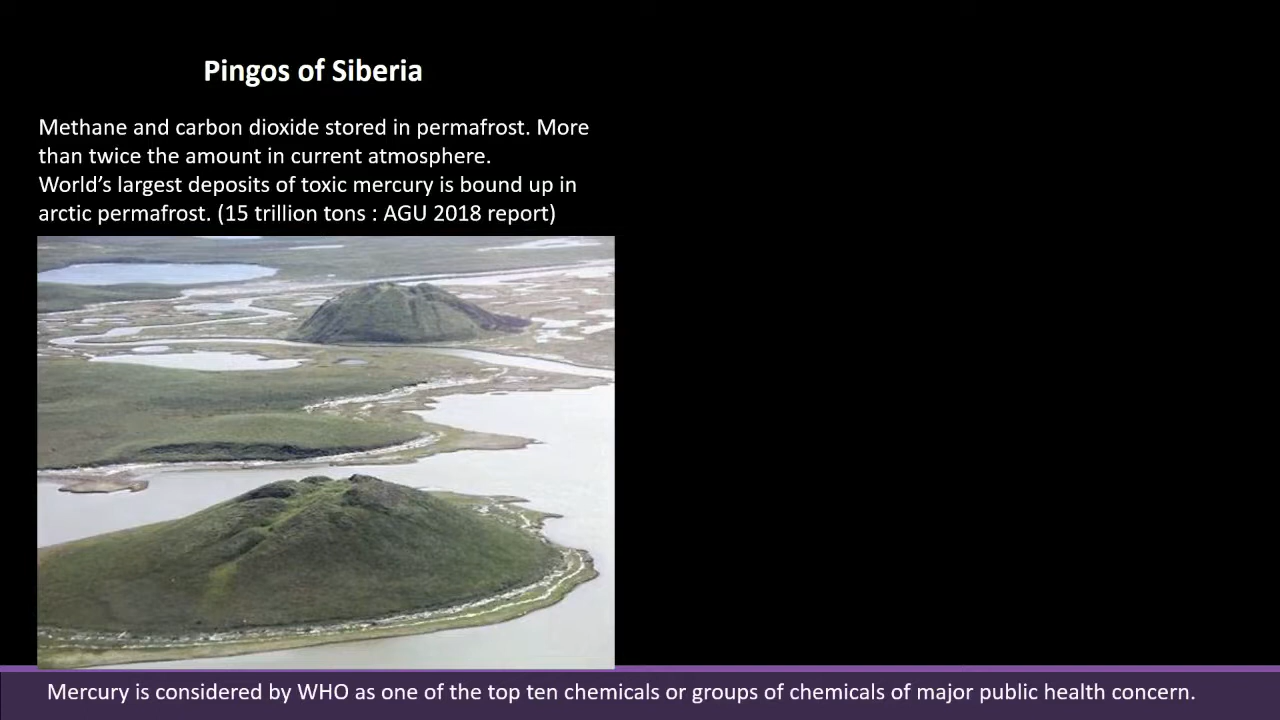 Pingos of Siberia
Methane and carbon dioxide stored in permafrost. More
than twice the amount in current atmosphere.
World’s largest deposits of toxic mercury is bound up in
arctic permafrost. (15 trillion tons : AGU 2018 report)
Mercury is considered by WHO as one of the top ten chemicals or groups of chemicals of major public health concern.